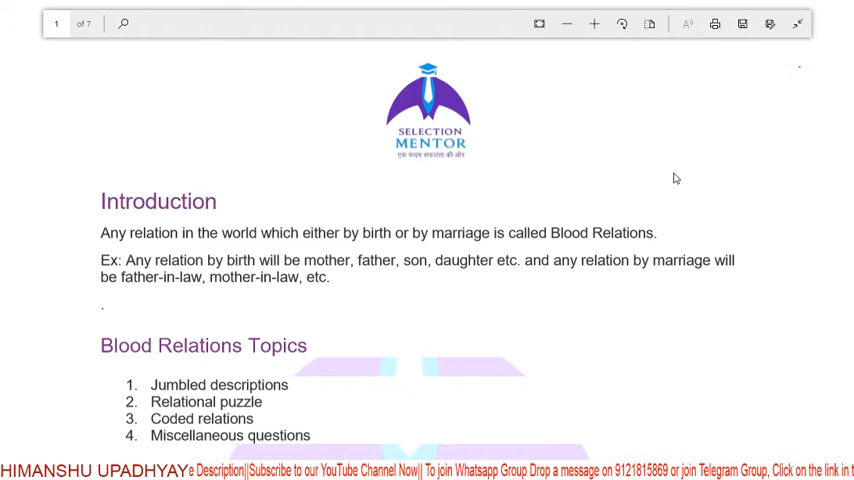 1 of 7
SELECTION
MENTOR
एक कदम सफलता की ओर
Introduction
Any relation in the world which either by birth or by marriage is called Blood Relations.
Ex: Any relation by birth will be mother, father, son, daughter etc. and any relation by marriage will
be father-in-law, mother-in-law, etc.
.
Blood Relations Topics
1. Jumbled descriptions
2. Relational puzzle
3. Coded relations
4. Miscellaneous questions
HIMANSHU UPADHYAY e Description||Subscribe to our YouTube Channel Now|| To join Whatsapp Group Drop a message on 9121815869 or join Telegram Group, Click on the link in t